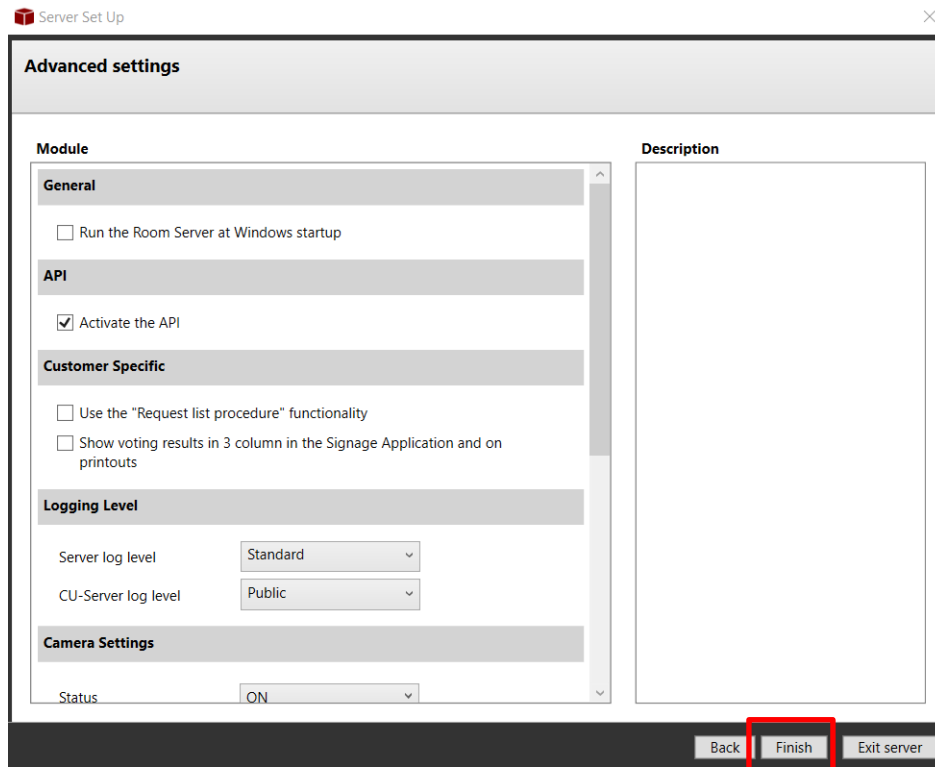 Server Set Up
Advanced settings
Module
Description
General
Run the Room Server at Windows startup
API
Activate the API
Customer Specific
Use the "Request list procedure" functionality
Show voting results in 3 column in the Signage Application and on
printouts
Logging Level
Server log level
Standard
CU-Server log level
Public
Camera Settings
Status
ON
Back
Finish
Exit server